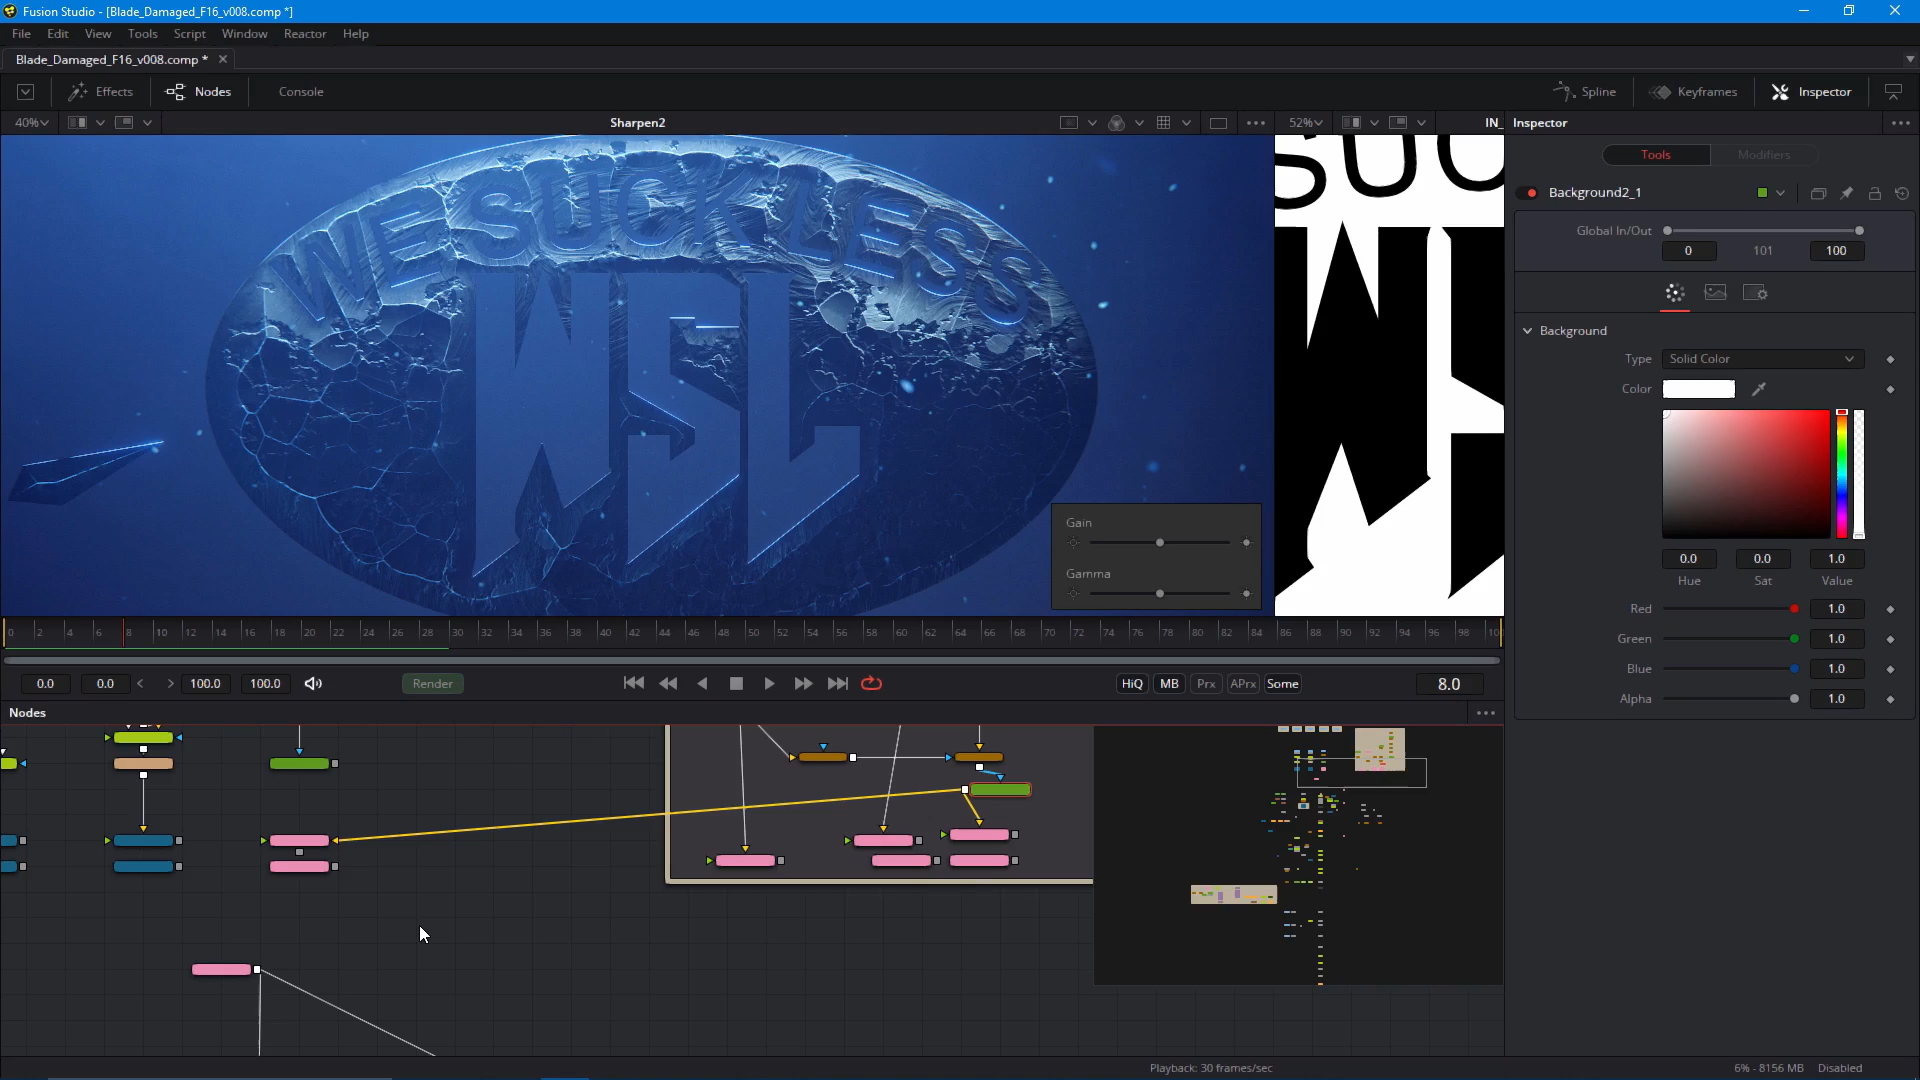 Fusion Studio - [Blade_Damaged_F16_v008.comp *]
File Edit View Tools Script Window Reactor Help
Blade_Damaged_F16_v008.comp *
Effects Nodes Console Spline Keyframes Inspector
40% Sharpen2 52% IN_ Inspector
Tools Modifiers
WE SUCK LESS
WSL
SUC
Background2_1
Global In/Out
0 101 100
Background
Type Solid Color
Color
Gain
Gamma
0.0 0.0 1.0
Hue Sat Value
Red 1.0
Green 1.0
Blue 1.0
Alpha 1.0
0 2 4 6 8 10 12 14 16 18 20 22 24 26 28 30 32 34 36 38 40 42 44 46 48 50 52 54 56 58 60 62 64 66 68 70 72 74 76 78 80 82 84 86 88 90 92 94 96 98 100
0.0 0.0 < > 100.0 100.0 Render HiQ MB Prx APrx Some 8.0
Nodes
Playback: 30 frames/sec 6% - 8156 MB Disabled